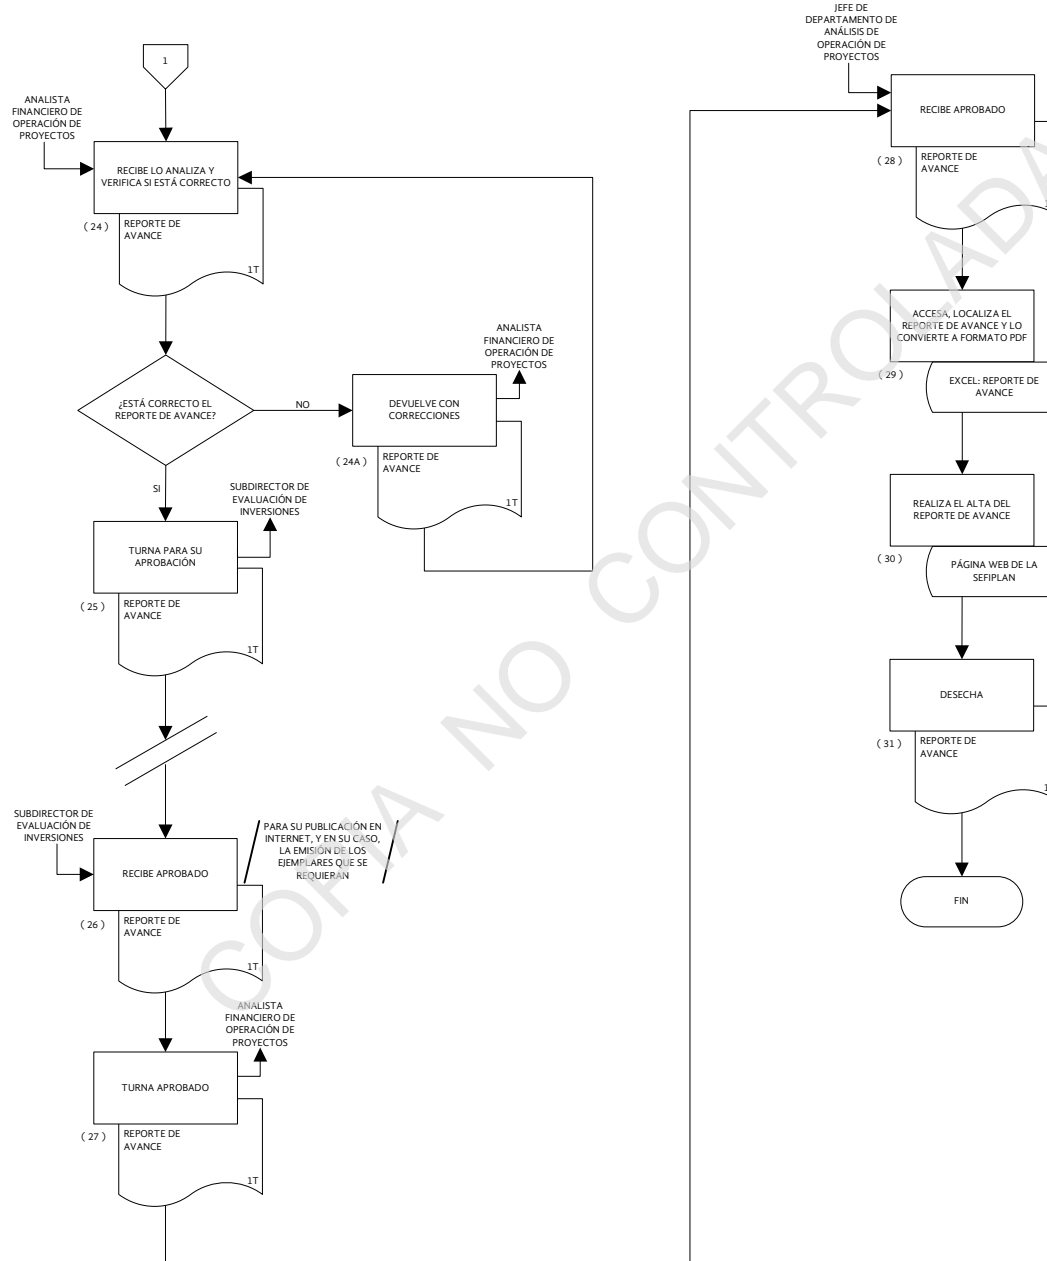 1
ANALISTA
FINANCIERO DE
OPERACIÓN DE
PROYECTOS
RECIBE LO ANALIZA Y
VERIFICA SI ESTÁ CORRECTO
( 24 )
REPORTE DE
AVANCE
1T
¿ESTÁ CORRECTO EL
REPORTE DE AVANCE?
NO
SI
ANALISTA
FINANCIERO DE
OPERACIÓN DE
PROYECTOS
DEVUELVE CON
CORRECCIONES
( 24A )
REPORTE DE
AVANCE
1T
SUBDIRECTOR DE
EVALUACIÓN DE
INVERSIONES
TURNA PARA SU
APROBACIÓN
( 25 )
REPORTE DE
AVANCE
1T
SUBDIRECTOR DE
EVALUACIÓN DE
INVERSIONES
RECIBE APROBADO
PARA SU PUBLICACIÓN EN
INTERNET, Y EN SU CASO,
LA EMISIÓN DE LOS
EJEMPLARES QUE SE
REQUIERAN
( 26 )
REPORTE DE
AVANCE
1T
ANALISTA
FINANCIERO DE
OPERACIÓN DE
PROYECTOS
TURNA APROBADO
( 27 )
REPORTE DE
AVANCE
1T
JEFE DE
DEPARTAMENTO DE
ANÁLISIS DE
OPERACIÓN DE
PROYECTOS
RECIBE APROBADO
( 28 )
REPORTE DE
AVANCE
ACCESA, LOCALIZA EL
REPORTE DE AVANCE Y LO
CONVIERTE A FORMATO PDF
( 29 )
EXCEL: REPORTE DE
AVANCE
REALIZA EL ALTA DEL
REPORTE DE AVANCE
( 30 )
PÁGINA WEB DE LA
SEFIPLAN
DESECHA
( 31 )
REPORTE DE
AVANCE
FIN
COPIA NO CONTROLADA